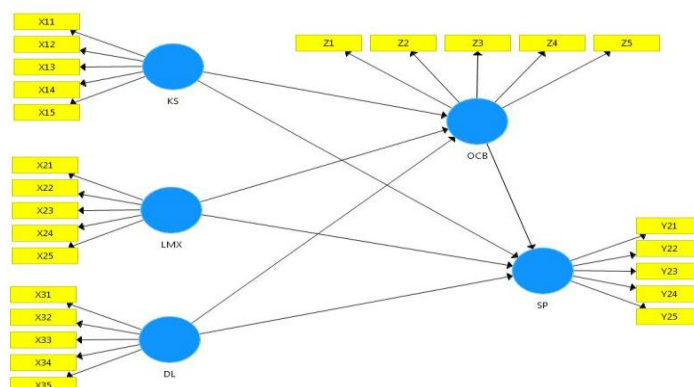 X11
X12
X13
X14
X15
KS
Z1
Z2
Z3
Z4
Z5
OCB
X21
X22
X23
X24
X25
LMX
Y21
Y22
Y23
Y24
Y25
SP
X31
X32
X33
X34
X35
DL